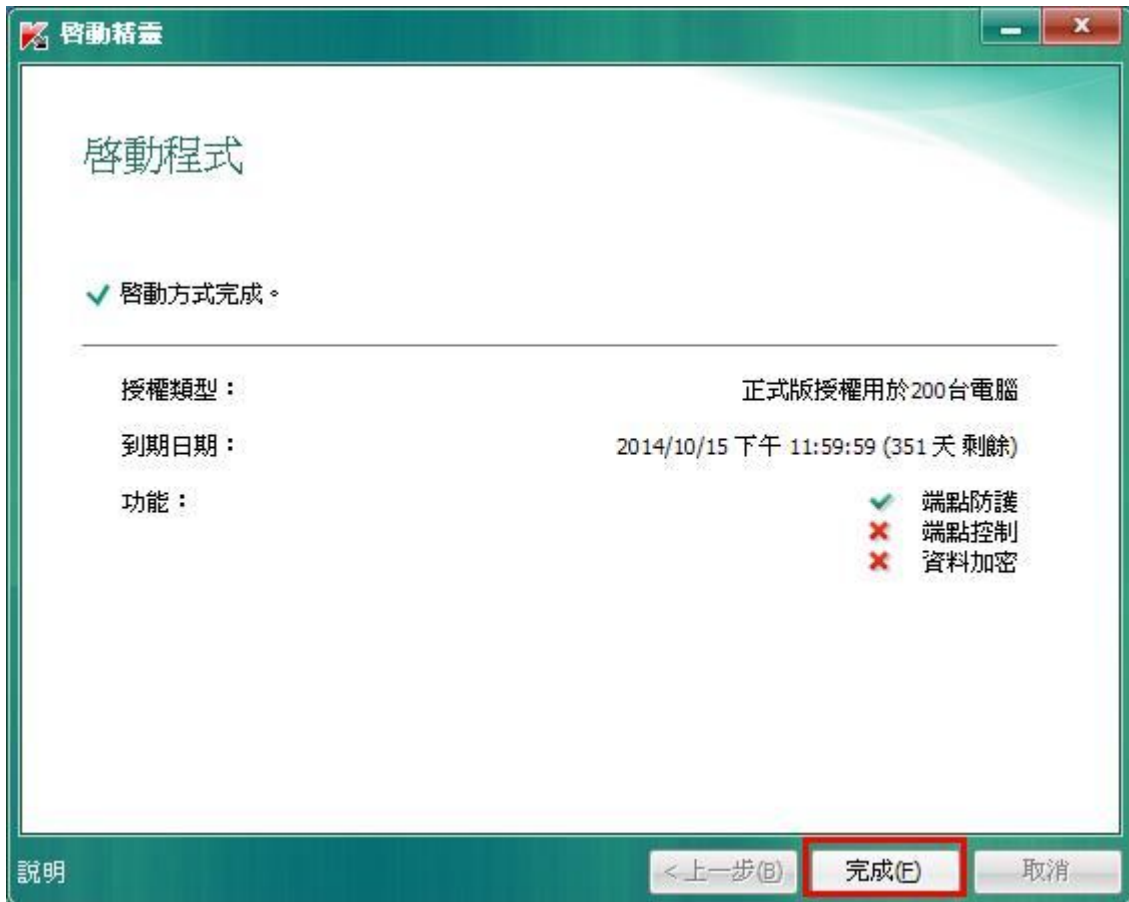 啓動精靈
啓動程式
啓動方式完成。
授權類型： 正式版授權用於200台電腦
到期日期： 2014/10/15 下午 11:59:59 (351 天 剩餘)
功能： 端點防護
端點控制
資料加密
說明 < 上一步(B) 完成(F) 取消